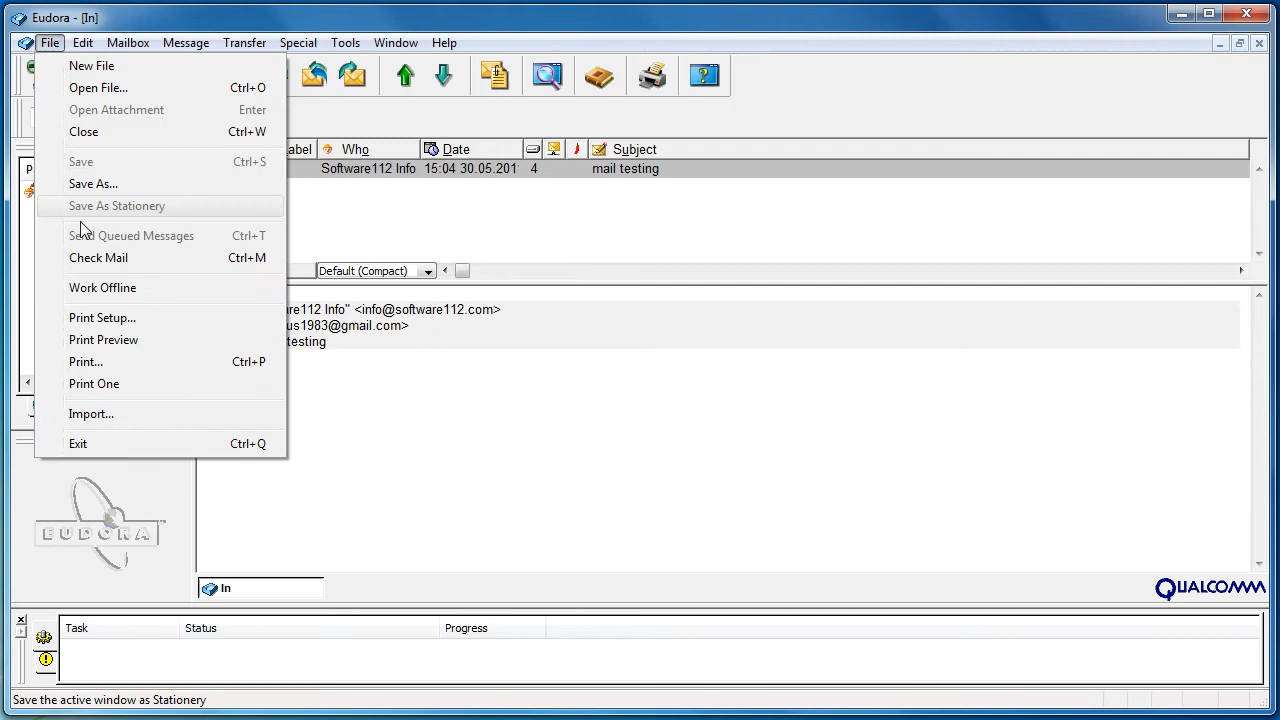 Eudora - [In]
File Edit Mailbox Message Transfer Special Tools Window Help
New File
Open File... Ctrl+O
Open Attachment Enter
Close Ctrl+W
Save Ctrl+S
Save As...
Save As Stationery
Send Queued Messages Ctrl+T
Check Mail Ctrl+M
Work Offline
Print Setup...
Print Preview
Print... Ctrl+P
Print One
Import...
Exit Ctrl+Q
P
abel Who Date Subject
Software112 Info 15:04 30.05.201 4 mail testing
Default (Compact)
re112 Info" <info@software112.com>
us1983@gmail.com>
testing
EUDORA
In
QUALCOMM
Task Status Progress
Save the active window as Stationery